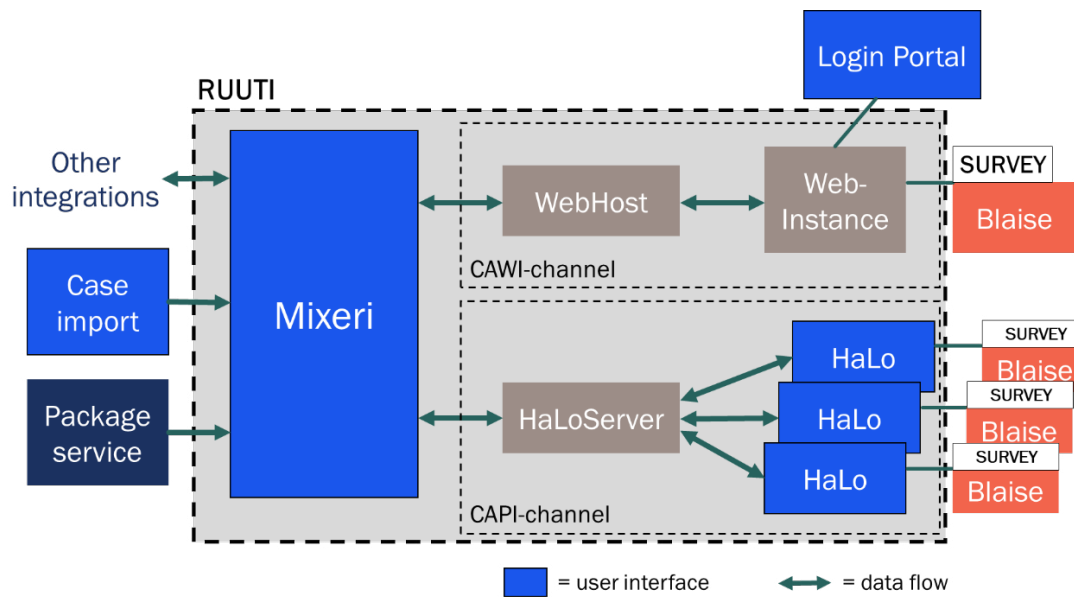 Login Portal
RUUTI
Other
integrations
Case
import
Package
service
Mixeri
WebHost
Web-
Instance
CAWI-channel
SURVEY
Blaise
HaLoServer
HaLo
HaLo
HaLo
CAPI-channel
SURVEY
Blaise
SURVEY
Blaise
SURVEY
Blaise
= user interface
= data flow